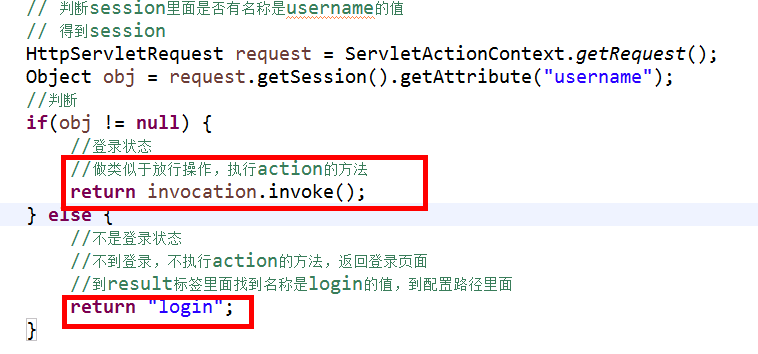 // 判断session里面是否有名称是username的值
// 得到session
HttpServletRequest request = ServletActionContext.getRequest();
Object obj = request.getSession().getAttribute("username");
//判断
if(obj != null) {
//登录状态
//做类似于放行操作，执行action的方法
return invocation.invoke();
} else {
//不是登录状态
//不到登录，不执行action的方法，返回登录页面
//到result标签里面找到名称是login的值，到配置路径里面
return "login";
}